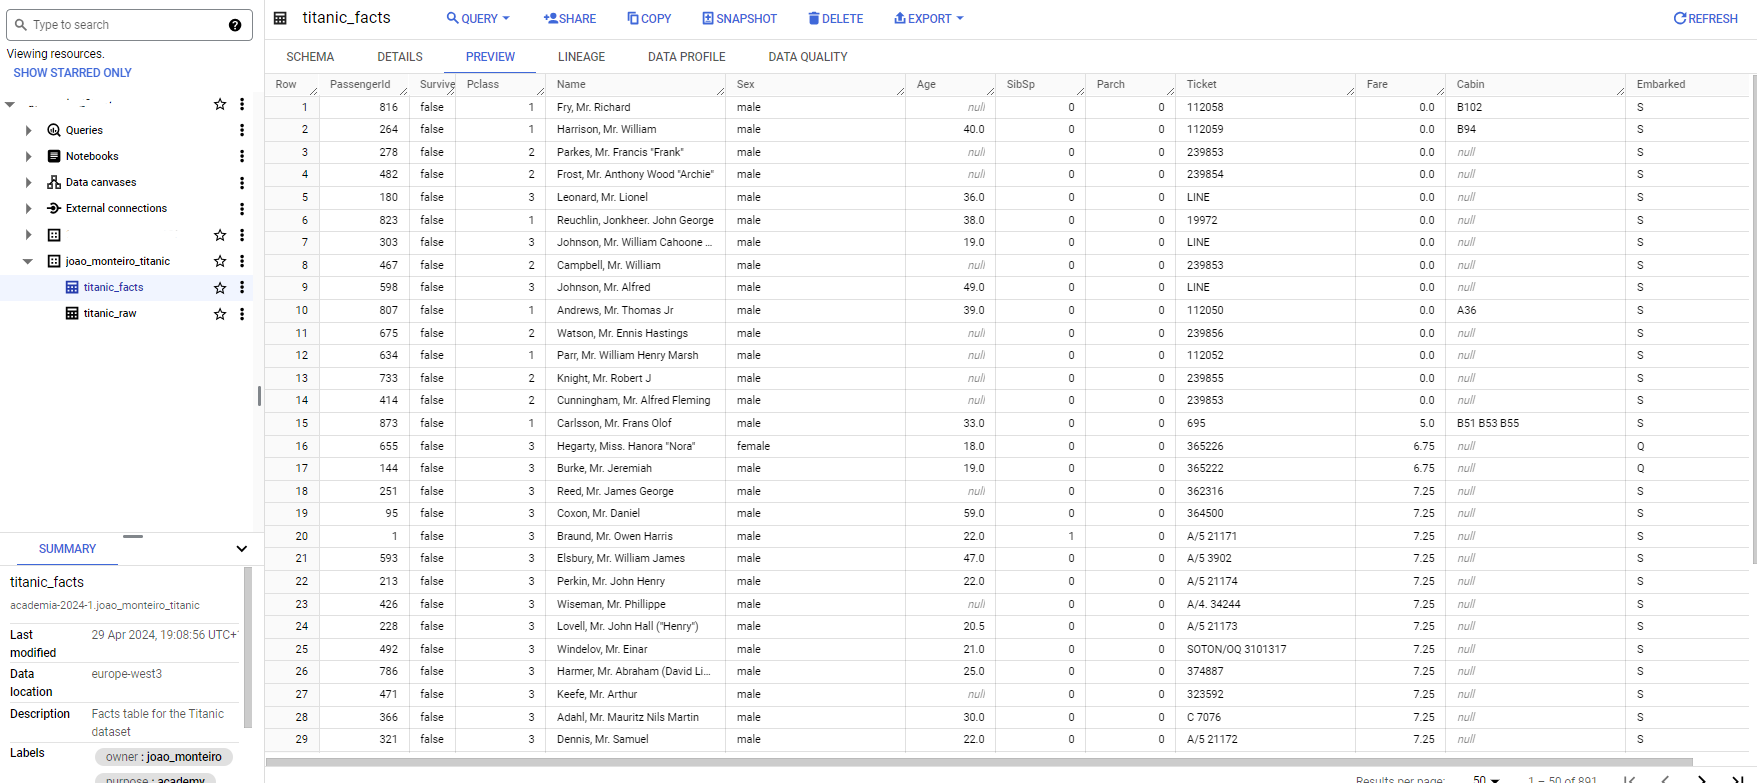 Type to search
Viewing resources.
SHOW STARRED ONLY
Queries
Notebooks
Data canvases
External connections
joao_monteiro_titanic
titanic_facts
titanic_raw
SUMMARY
titanic_facts
academia-2024-1.joao_monteiro_titanic
Last modified 29 Apr 2024, 19:08:56 UTC+
Data location europe-west3
Description Facts table for the Titanic dataset
Labels owner : joao_monteiro
purpose : academy
titanic_facts QUERY SHARE COPY SNAPSHOT DELETE EXPORT REFRESH
SCHEMA DETAILS PREVIEW LINEAGE DATA PROFILE DATA QUALITY
Row PassengerId Survive Pclass Name Sex Age SibSp Parch Ticket Fare Cabin Embarked
1 816 false 1 Fry, Mr. Richard male null 0 0 112058 0.0 B102 S
2 264 false 1 Harrison, Mr. William male 40.0 0 0 112059 0.0 B94 S
3 278 false 2 Parkes, Mr. Francis "Frank" male null 0 0 239853 0.0 null S
4 482 false 2 Frost, Mr. Anthony Wood "Archie" male null 0 0 239854 0.0 null S
5 180 false 3 Leonard, Mr. Lionel male 36.0 0 0 LINE 0.0 null S
6 823 false 1 Reuchlin, Jonkheer. John George male 38.0 0 0 19972 0.0 null S
7 303 false 3 Johnson, Mr. William Cahoone ... male 19.0 0 0 LINE 0.0 null S
8 467 false 2 Campbell, Mr. William male null 0 0 239853 0.0 null S
9 598 false 3 Johnson, Mr. Alfred male 49.0 0 0 LINE 0.0 null S
10 807 false 1 Andrews, Mr. Thomas Jr male 39.0 0 0 112050 0.0 A36 S
11 675 false 2 Watson, Mr. Ennis Hastings male null 0 0 239856 0.0 null S
12 634 false 1 Parr, Mr. William Henry Marsh male null 0 0 112052 0.0 null S
13 733 false 2 Knight, Mr. Robert J male null 0 0 239855 0.0 null S
14 414 false 2 Cunningham, Mr. Alfred Fleming male null 0 0 239853 0.0 null S
15 873 false 1 Carlsson, Mr. Frans Olof male 33.0 0 0 695 5.0 B51 B53 B55 S
16 655 false 3 Hegarty, Miss. Hanora "Nora" female 18.0 0 0 365226 6.75 null Q
17 144 false 3 Burke, Mr. Jeremiah male 19.0 0 0 365222 6.75 null Q
18 251 false 3 Reed, Mr. James George male null 0 0 362316 7.25 null S
19 95 false 3 Coxon, Mr. Daniel male 59.0 0 0 364500 7.25 null S
20 1 false 3 Braund, Mr. Owen Harris male 22.0 1 0 A/5 21171 7.25 null S
21 593 false 3 Elsbury, Mr. William James male 47.0 0 0 A/5 3902 7.25 null S
22 213 false 3 Perkin, Mr. John Henry male 22.0 0 0 A/5 21174 7.25 null S
23 426 false 3 Wiseman, Mr. Phillippe male null 0 0 A/4. 34244 7.25 null S
24 228 false 3 Lovell, Mr. John Hall ("Henry") male 20.5 0 0 A/5 21173 7.25 null S
25 492 false 3 Windelov, Mr. Einar male 21.0 0 0 SOTON/OQ 3101317 7.25 null S
26 786 false 3 Harmer, Mr. Abraham (David Li... male 25.0 0 0 374887 7.25 null S
27 471 false 3 Keefe, Mr. Arthur male null 0 0 323592 7.25 null S
28 366 false 3 Adahl, Mr. Mauritz Nils Martin male 30.0 0 0 C 7076 7.25 null S
29 321 false 3 Dennis, Mr. Samuel male 22.0 0 0 A/5 21172 7.25 null S
Results per page: 50 1 – 50 of 891